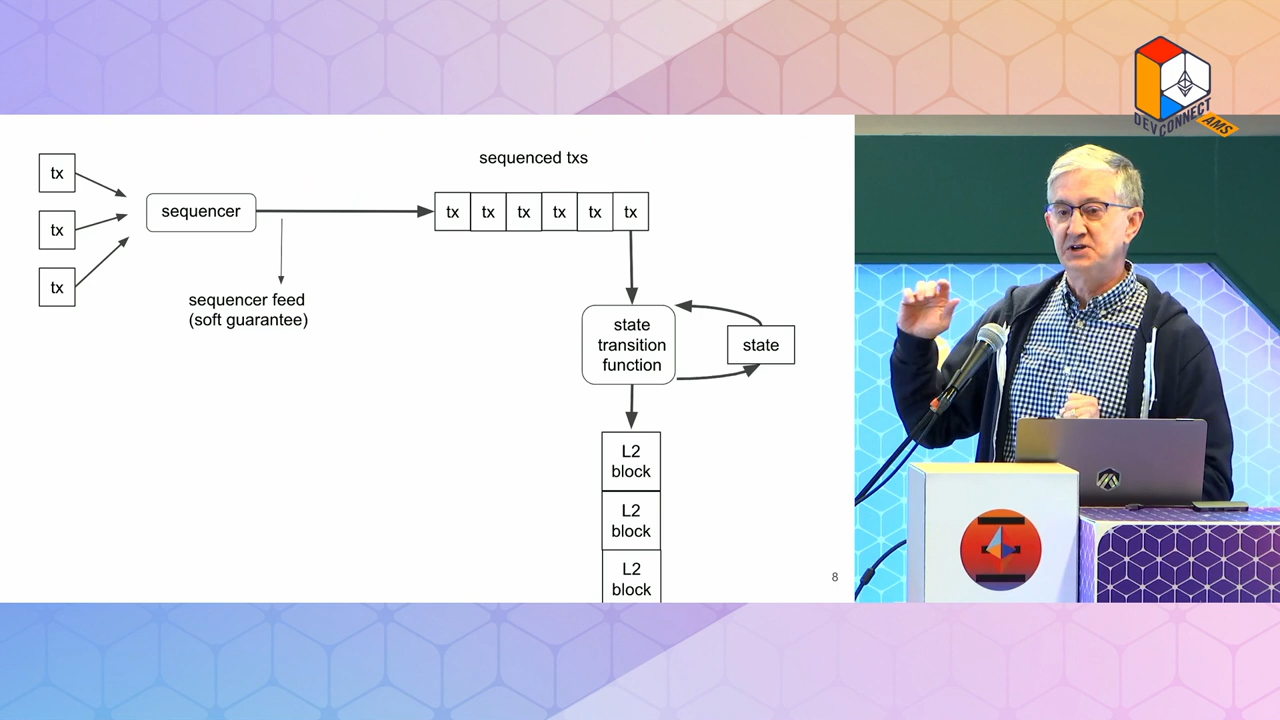 DEVCONNECT
AMS
sequenced txs
tx
tx
tx
sequencer
tx tx tx tx tx tx
sequencer feed
(soft guarantee)
state
transition
function
state
L2
block
L2
block
L2
block
8